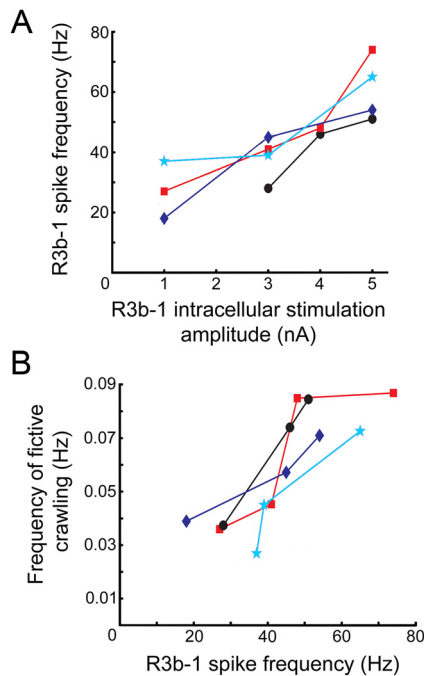 A
R3b-1 spike frequency (Hz)
80
60
40
20
0
1
2
3
4
5
R3b-1 intracellular stimulation
amplitude (nA)
B
Frequency of fictive
crawling (Hz)
0.09
0.07
0.05
0.03
0.01
0
20
40
60
80
R3b-1 spike frequency (Hz)